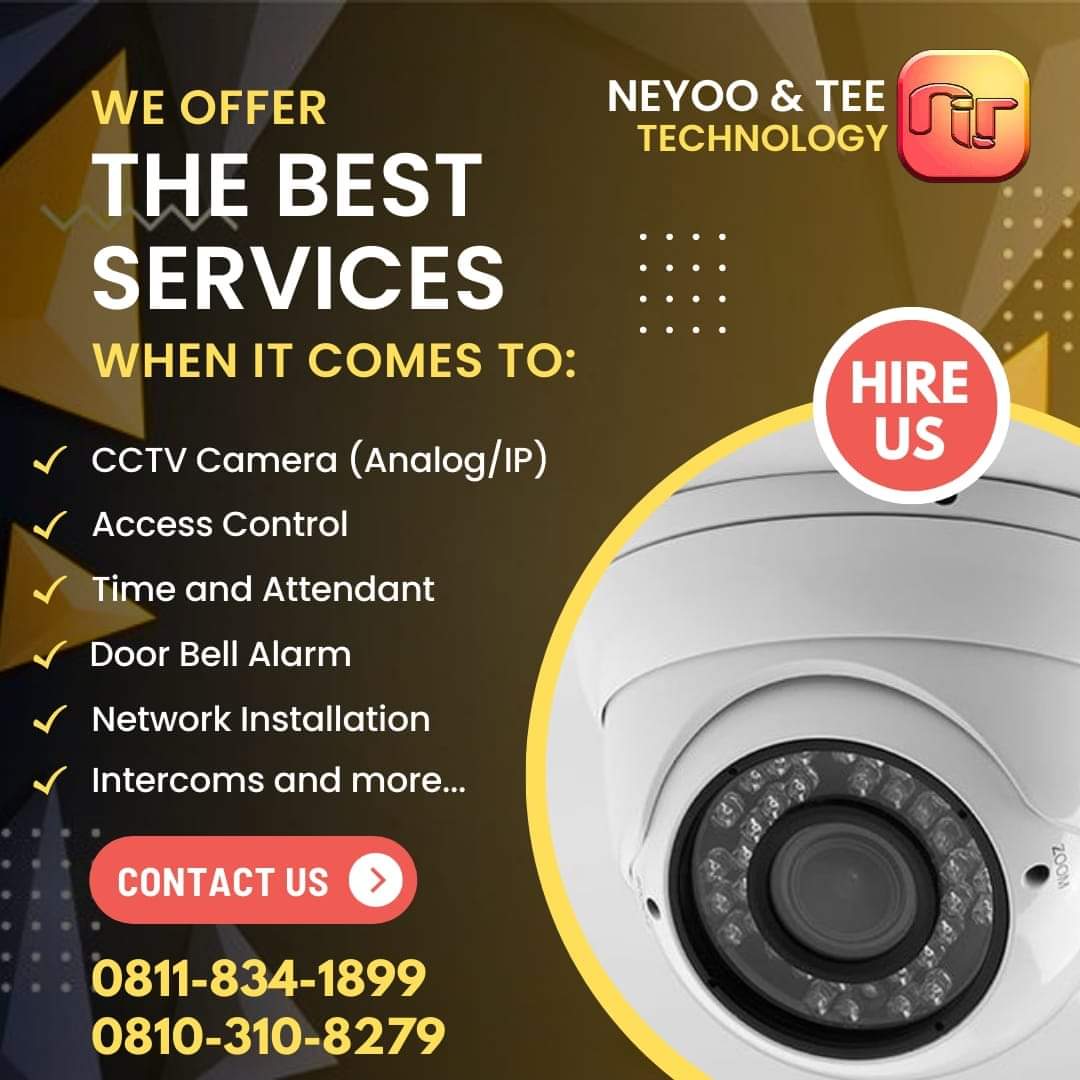 WE OFFER
THE BEST
SERVICES
WHEN IT COMES TO:
NEYOO & TEE
TECHNOLOGY
HIRE
US
CCTV Camera (Analog/IP)
Access Control
Time and Attendant
Door Bell Alarm
Network Installation
Intercoms and more...
CONTACT US
0811-834-1899
0810-310-8279
ZOOM